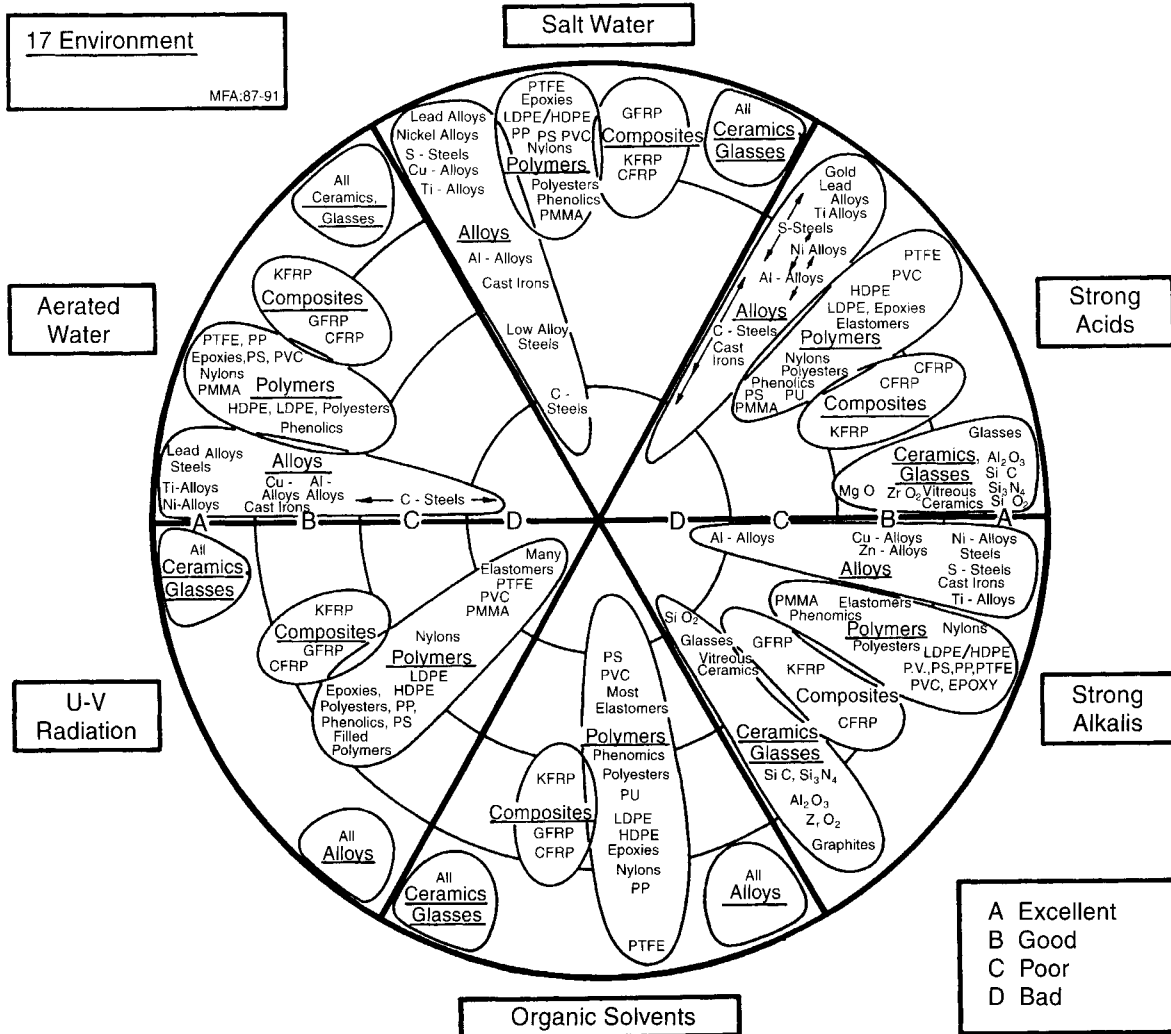 17 Environment
MFA:87-91
Salt Water
Lead Alloys
Nickel Alloys
S - Steels
Cu - Alloys
Ti - Alloys
Alloys
Al - Alloys
Cast Irons
Low Alloy
Steels
C -
Steels
PTFE
Epoxies
LDPE/HDPE
PP PS PVC
Nylons
Polymers
Polyesters
Phenolics
PMMA
GFRP
Composites
KFRP
CFRP
All
Ceramics
Glasses
Strong
Acids
Gold
Lead
Alloys
Ti Alloys
S-Steels
Ni Alloys
Al - Alloys
Alloys
C - Steels
Cast
Irons
PTFE
PVC
HDPE
LDPE, Epoxies
Elastomers
Polymers
Nylons
Polyesters
Phenolics
PS PU
PMMA
CFRP
CFRP
Composites
KFRP
Glasses
Ceramics,
Glasses
Al2O3
Si C
Si3N4
Si O2
Mg O
Zr O2 Vitreous
Ceramics
Aerated
Water
All
Ceramics,
Glasses
KFRP
Composites
GFRP
CFRP
PTFE, PP
Epoxies, PS, PVC
Nylons
PMMA
Polymers
HDPE, LDPE, Polyesters
Phenolics
Lead Alloys
Steels
Ti-Alloys
Ni-Alloys
Alloys
Cu -
Alloys
Al -
Alloys
Cast Irons
C - Steels
A B C D D C B A
U-V
Radiation
All
Ceramics
Glasses
KFRP
Composites
GFRP
CFRP
Many
Elastomers
PTFE
PVC
PMMA
Nylons
Polymers
LDPE
HDPE
Epoxies,
Polyesters, PP,
Phenolics, PS
Filled
Polymers
All
Alloys
Strong
Alkalis
Al - Alloys
Cu - Alloys
Zn - Alloys
Alloys
Ni - Alloys
Steels
S - Steels
Cast Irons
Ti - Alloys
PMMA
Phenomics
Elastomers
Polymers
Polyesters
Nylons
LDPE/HDPE
P.V.,PS,PP,PTFE
PVC, EPOXY
GFRP
KFRP
Composites
CFRP
Si O2
Glasses
Vitreous
Ceramics
Ceramics
Glasses
Si C, Si3N4
Al2O3
Zr O2
Graphites
Organic Solvents
All
Ceramics
Glasses
KFRP
Composites
GFRP
CFRP
PS
PVC
Most
Elastomers
Polymers
Phenomics
Polyesters
PU
LDPE
HDPE
Epoxies
Nylons
PP
PTFE
All
Alloys
A Excellent
B Good
C Poor
D Bad